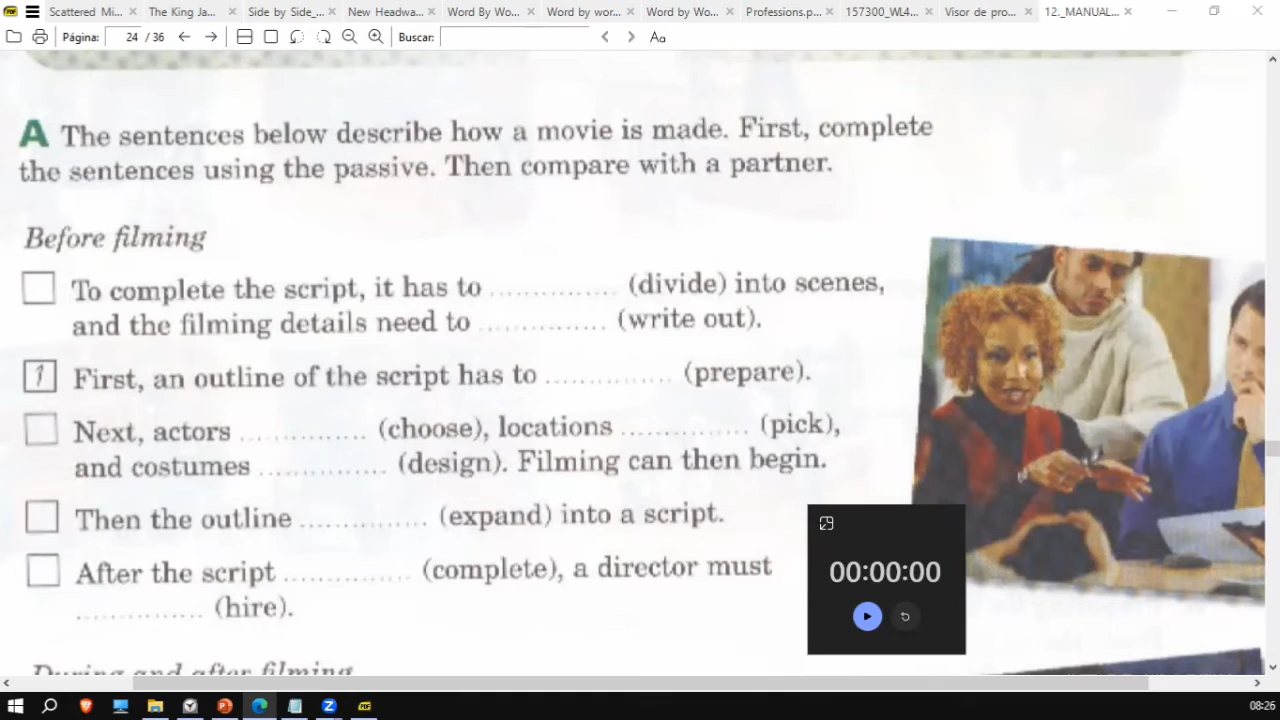 Scattered Mi...
The King Ja...
Side by Side_...
New Headwa...
Word By Wo...
Word by wor...
Word by Wo...
Professions.p...
157300_WL4...
Visor de pro...
12._MANUAL...
Página: 24 / 36
Buscar:
Aa
A The sentences below describe how a movie is made. First, complete
the sentences using the passive. Then compare with a partner.
Before filming
To complete the script, it has to .............. (divide) into scenes,
and the filming details need to .............. (write out).
1 First, an outline of the script has to .............. (prepare).
Next, actors .............. (choose), locations .............. (pick),
and costumes .............. (design). Filming can then begin.
Then the outline .............. (expand) into a script.
After the script .............. (complete), a director must
.............. (hire).
During and after filming
00:00:00
08:26